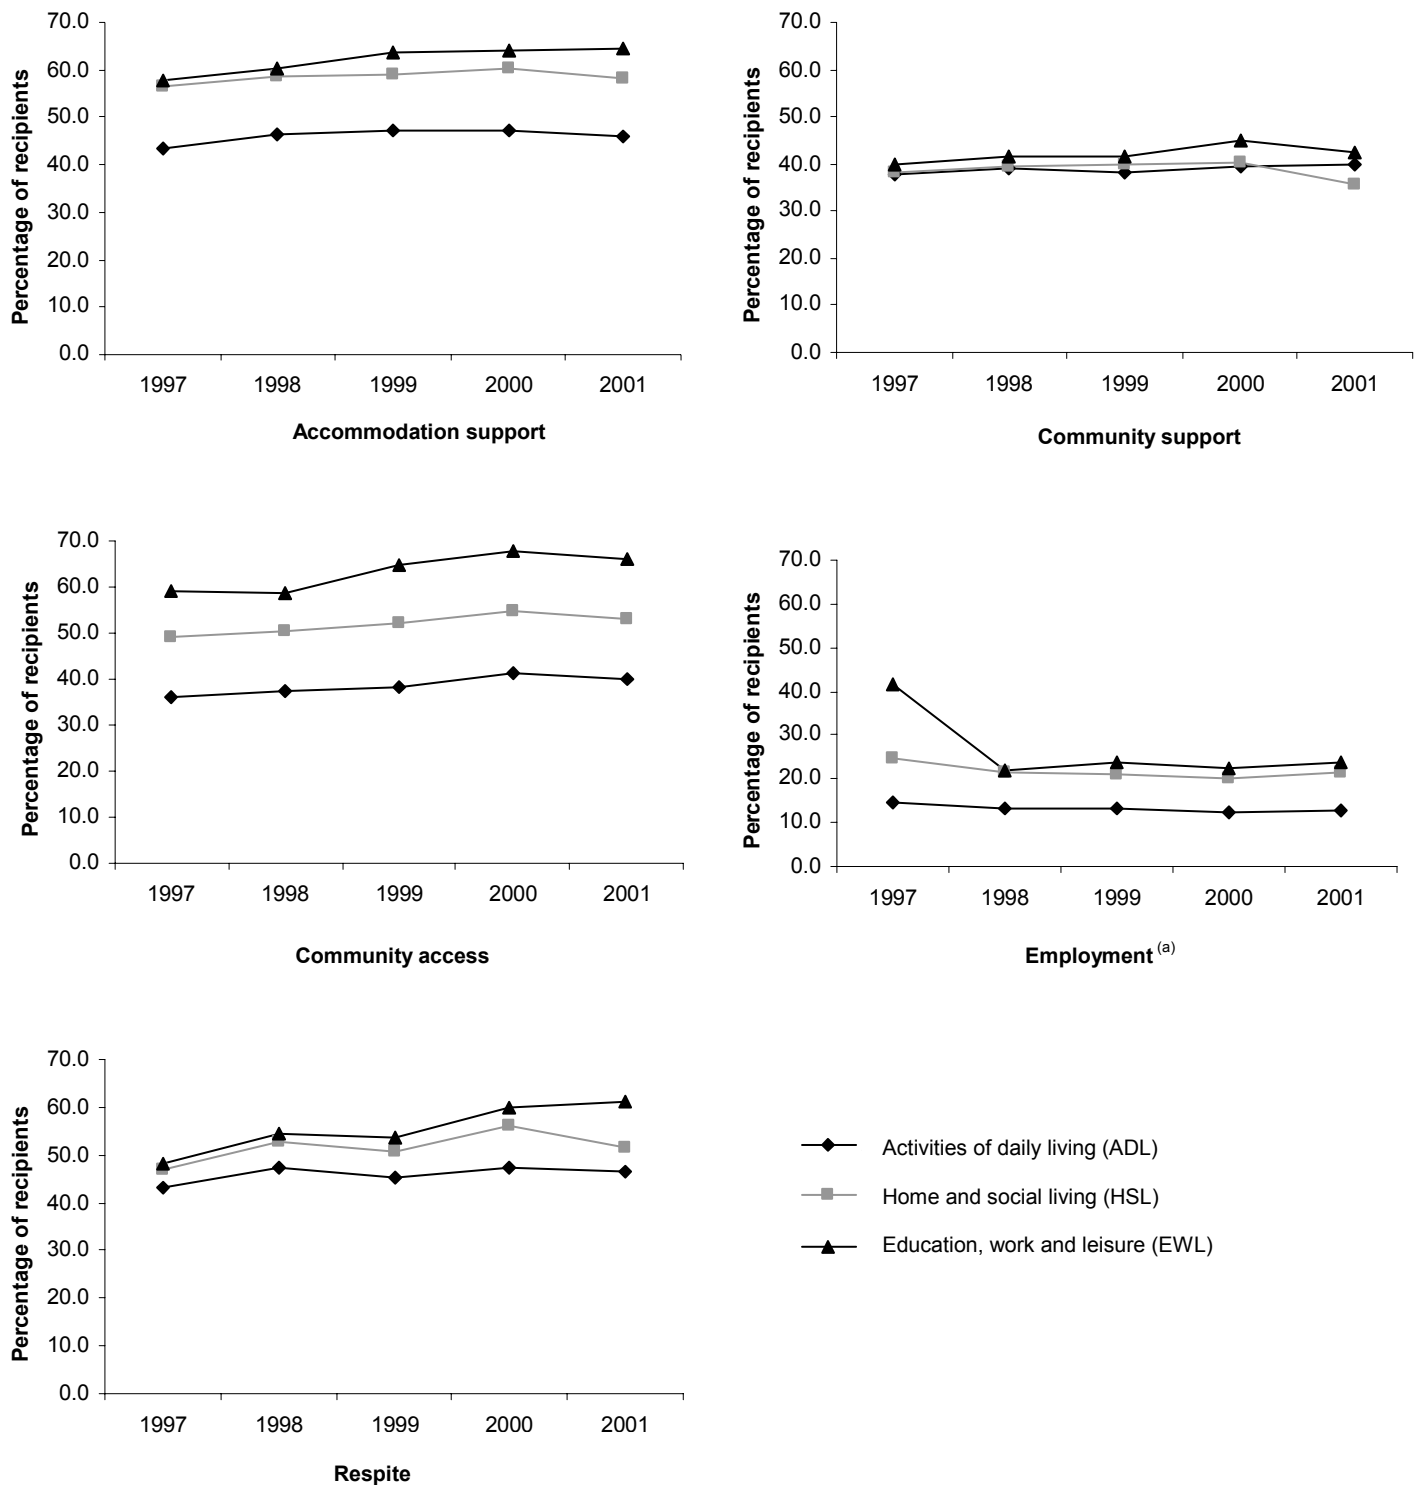 70.0
60.0
50.0
40.0
30.0
20.0
10.0
0.0
Percentage of recipients
1997 1998 1999 2000 2001
Accommodation support
70.0
60.0
50.0
40.0
30.0
20.0
10.0
0.0
Percentage of recipients
1997 1998 1999 2000 2001
Community support
70.0
60.0
50.0
40.0
30.0
20.0
10.0
0.0
Percentage of recipients
1997 1998 1999 2000 2001
Community access
70.0
60.0
50.0
40.0
30.0
20.0
10.0
0.0
Percentage of recipients
1997 1998 1999 2000 2001
Employment (a)
70.0
60.0
50.0
40.0
30.0
20.0
10.0
0.0
Percentage of recipients
1997 1998 1999 2000 2001
Respite
Activities of daily living (ADL)
Home and social living (HSL)
Education, work and leisure (EWL)